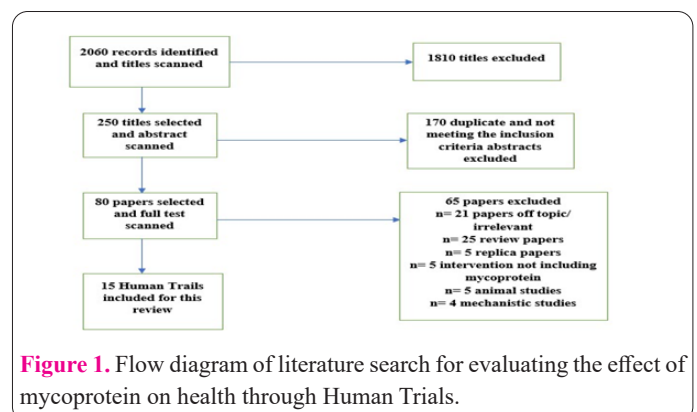 2060 records identified
and titles scanned
1810 titles excluded
250 titles selected
and abstract
scanned
170 duplicate and not
meeting the inclusion
criteria abstracts
excluded
80 papers selected
and full test
scanned
65 papers excluded
n= 21 papers off topic/
irrelevant
n= 25 review papers
n= 5 replica papers
n= 5 intervention not including
mycoprotein
n= 5 animal studies
n= 4 mechanistic studies
15 Human Trails
included for this
review
Figure 1. Flow diagram of literature search for evaluating the effect of
mycoprotein on health through Human Trials.